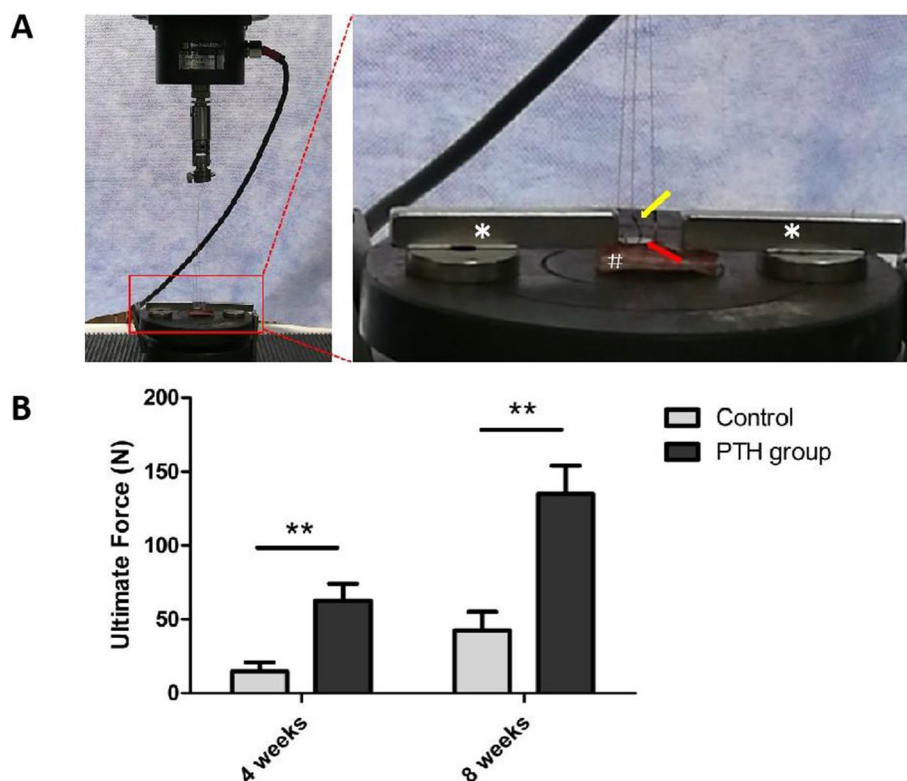 A
*
*
#
B
200
150
100
50
0
Ultimate Force (N)
**
**
4 weeks
8 weeks
Control
PTH group